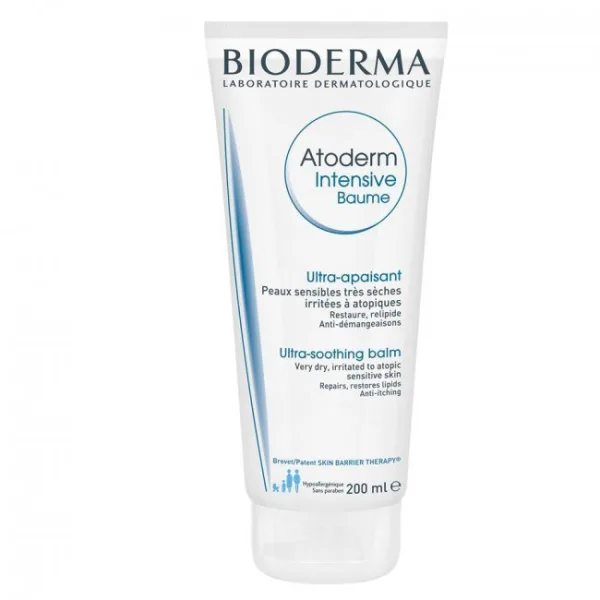 BIODERMA
LABORATOIRE DERMATOLOGIQUE
Atoderm
Intensive
Baume
Ultra-apaisant
Peaux sensibles très sèches
irritées à atopiques
Restaure, relipide
Anti-démangeaisons
Ultra-soothing balm
Very dry, irritated to atopic
sensitive skin
Repairs, restores lipids
Anti-itching
Brevet/Patent SKIN BARRIER THERAPY®
Hypoallergénique
Sans paraben
200 ml e